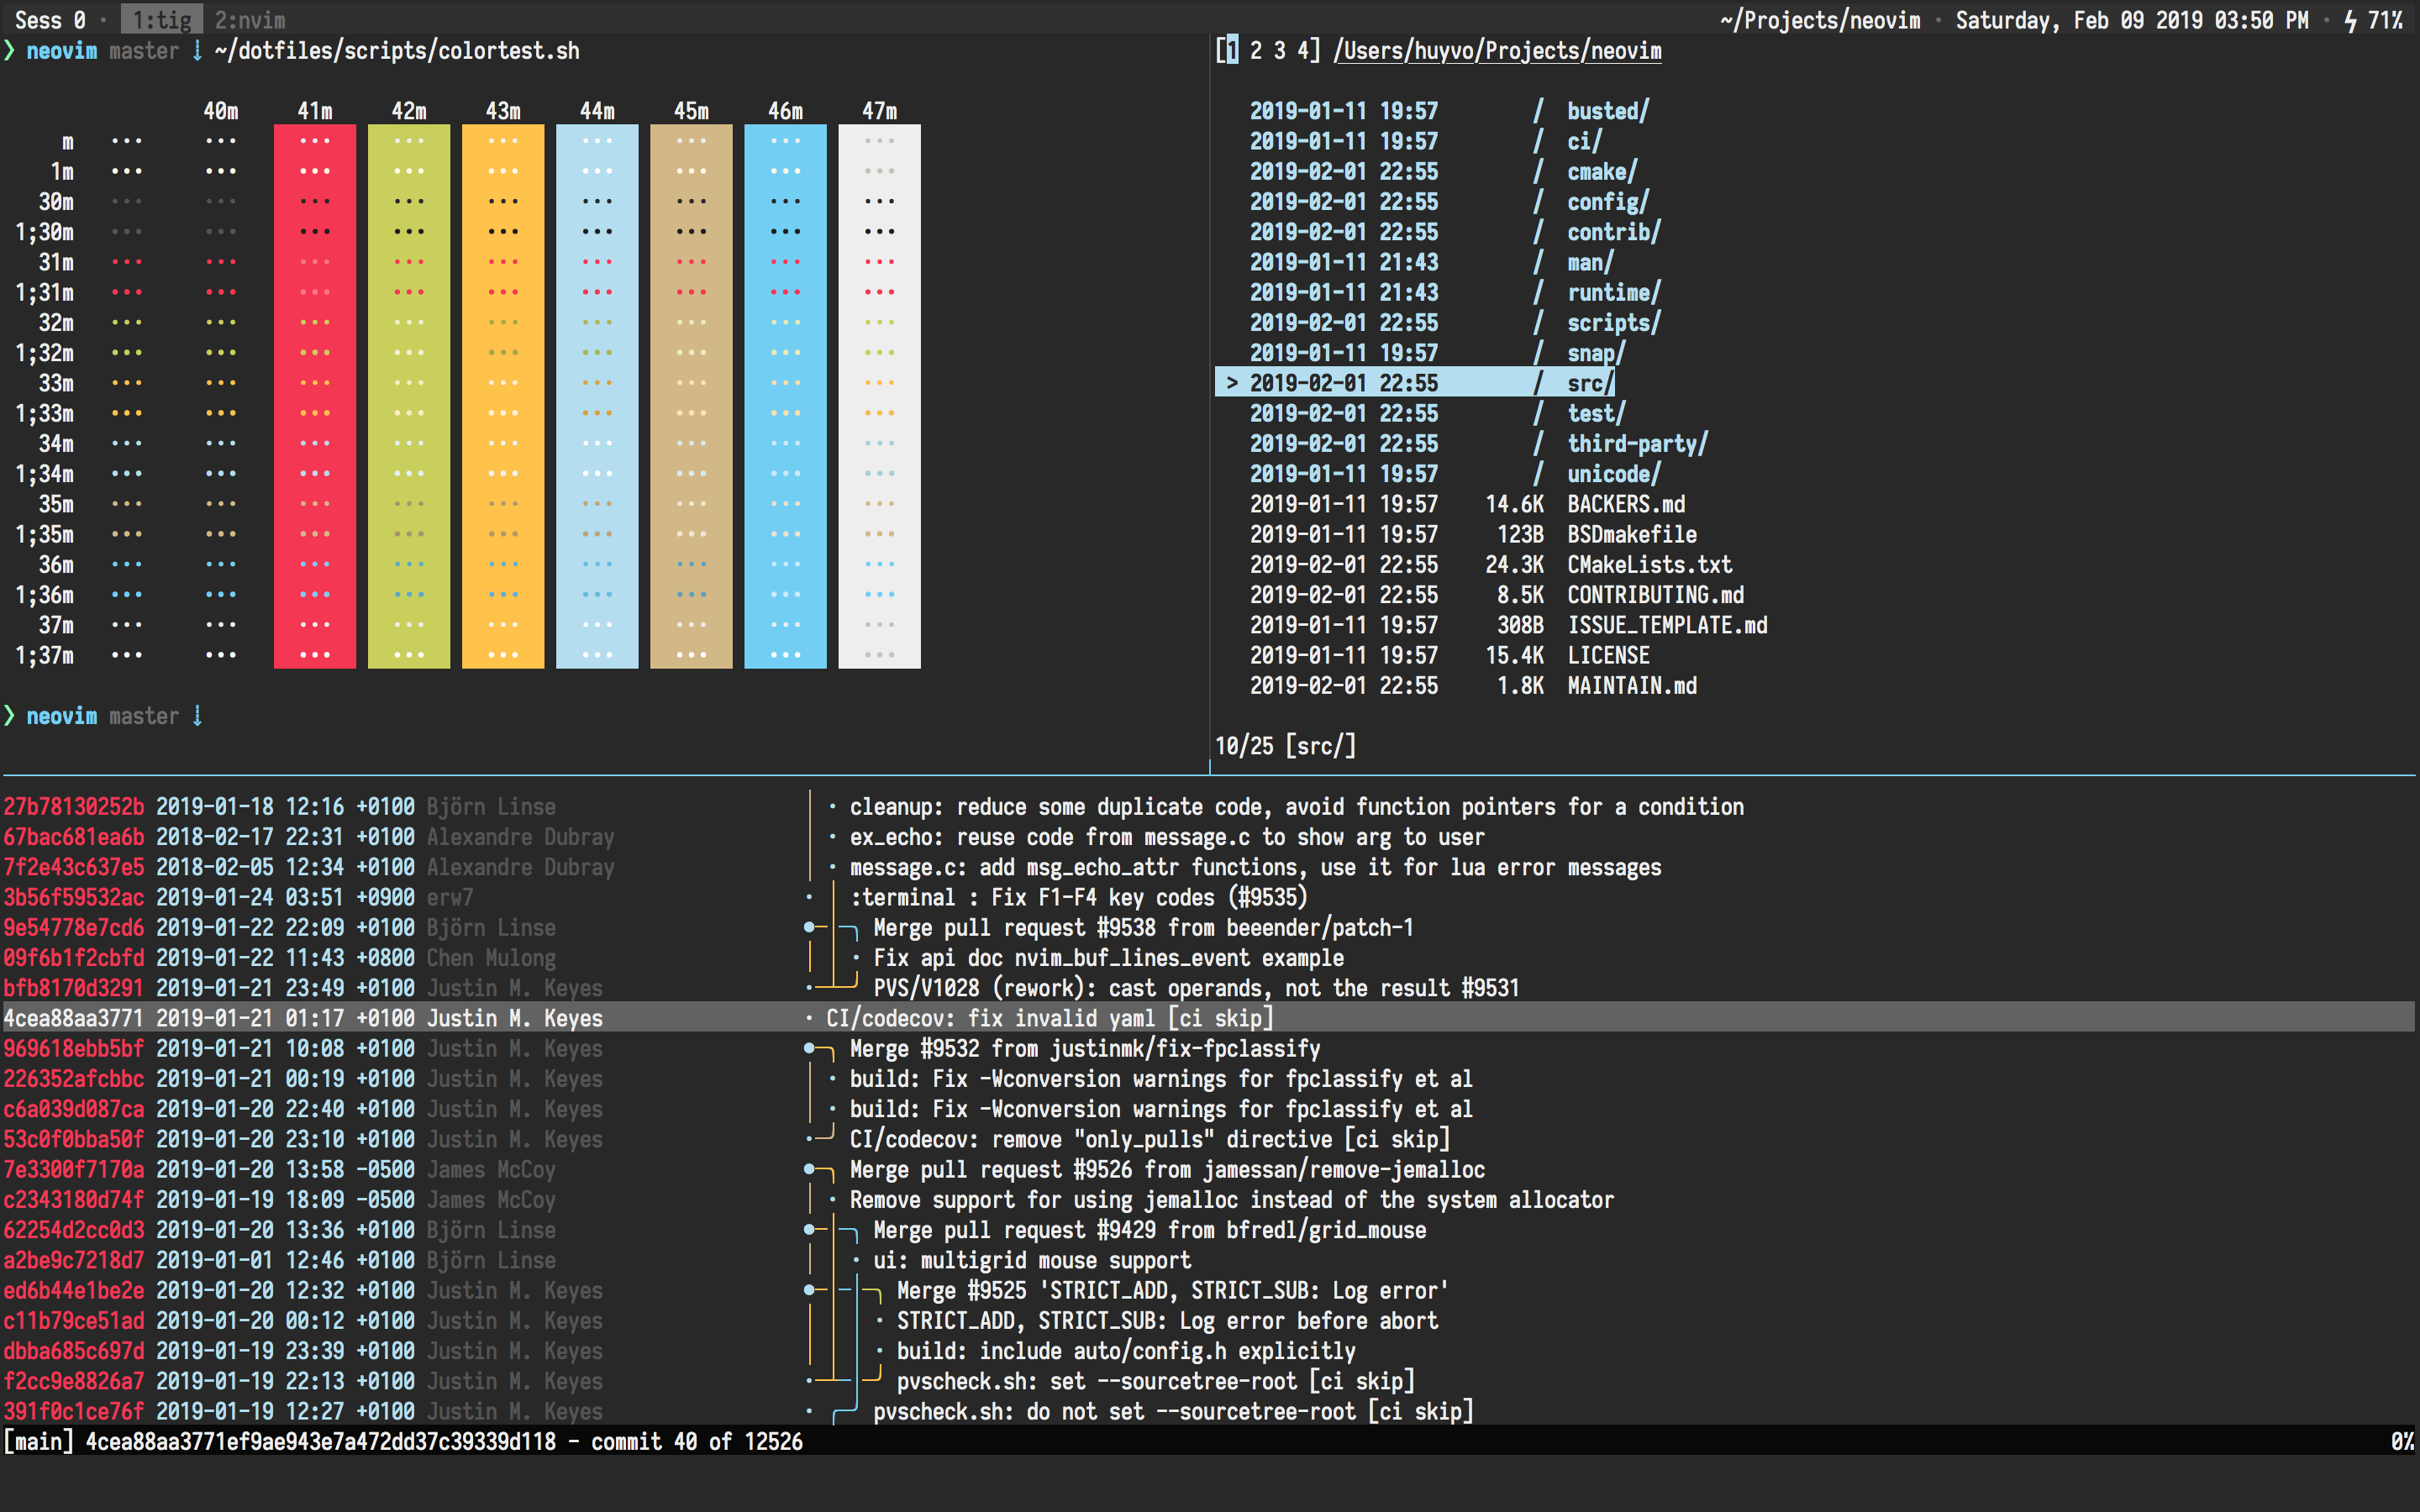 Sess 0 · 1:tig 2:nvim ~/Projects/neovim · Saturday, Feb 09 2019 03:50 PM · ϟ 71%
❯ neovim master ⇣ ~/dotfiles/scripts/colortest.sh
40m 41m 42m 43m 44m 45m 46m 47m
m ••• ••• ••• ••• ••• ••• ••• ••• •••
1m ••• ••• ••• ••• ••• ••• ••• ••• •••
30m ••• ••• ••• ••• ••• ••• ••• ••• •••
1;30m ••• ••• ••• ••• ••• ••• ••• ••• •••
31m ••• ••• ••• ••• ••• ••• ••• ••• •••
1;31m ••• ••• ••• ••• ••• ••• ••• ••• •••
32m ••• ••• ••• ••• ••• ••• ••• ••• •••
1;32m ••• ••• ••• ••• ••• ••• ••• ••• •••
33m ••• ••• ••• ••• ••• ••• ••• ••• •••
1;33m ••• ••• ••• ••• ••• ••• ••• ••• •••
34m ••• ••• ••• ••• ••• ••• ••• ••• •••
1;34m ••• ••• ••• ••• ••• ••• ••• ••• •••
35m ••• ••• ••• ••• ••• ••• ••• ••• •••
1;35m ••• ••• ••• ••• ••• ••• ••• ••• •••
36m ••• ••• ••• ••• ••• ••• ••• ••• •••
1;36m ••• ••• ••• ••• ••• ••• ••• ••• •••
37m ••• ••• ••• ••• ••• ••• ••• ••• •••
1;37m ••• ••• ••• ••• ••• ••• ••• ••• •••
❯ neovim master ⇣
[1 2 3 4] /Users/huyvo/Projects/neovim
2019-01-11 19:57 / busted/
2019-01-11 19:57 / ci/
2019-02-01 22:55 / cmake/
2019-02-01 22:55 / config/
2019-02-01 22:55 / contrib/
2019-01-11 21:43 / man/
2019-01-11 21:43 / runtime/
2019-02-01 22:55 / scripts/
2019-01-11 19:57 / snap/
> 2019-02-01 22:55 / src/
2019-02-01 22:55 / test/
2019-02-01 22:55 / third-party/
2019-01-11 19:57 / unicode/
2019-01-11 19:57 14.6K BACKERS.md
2019-01-11 19:57 123B BSDmakefile
2019-02-01 22:55 24.3K CMakeLists.txt
2019-02-01 22:55 8.5K CONTRIBUTING.md
2019-01-11 19:57 308B ISSUE_TEMPLATE.md
2019-01-11 19:57 15.4K LICENSE
2019-02-01 22:55 1.8K MAINTAIN.md
10/25 [src/]
27b78130252b 2019-01-18 12:16 +0100 Björn Linse · cleanup: reduce some duplicate code, avoid function pointers for a condition
67bac681ea6b 2018-02-17 22:31 +0100 Alexandre Dubray · ex_echo: reuse code from message.c to show arg to user
7f2e43c637e5 2018-02-05 12:34 +0100 Alexandre Dubray · message.c: add msg_echo_attr functions, use it for lua error messages
3b56f59532ac 2019-01-24 03:51 +0900 erw7 · :terminal : Fix F1-F4 key codes (#9535)
9e54778e7cd6 2019-01-22 22:09 +0100 Björn Linse Merge pull request #9538 from beeender/patch-1
09f6b1f2cbfd 2019-01-22 11:43 +0800 Chen Mulong · Fix api doc nvim_buf_lines_event example
bfb8170d3291 2019-01-21 23:49 +0100 Justin M. Keyes · PVS/V1028 (rework): cast operands, not the result #9531
4cea88aa3771 2019-01-21 01:17 +0100 Justin M. Keyes · CI/codecov: fix invalid yaml [ci skip]
969618ebb5bf 2019-01-21 10:08 +0100 Justin M. Keyes Merge #9532 from justinmk/fix-fpclassify
226352afcbbc 2019-01-21 00:19 +0100 Justin M. Keyes · build: Fix -Wconversion warnings for fpclassify et al
c6a039d087ca 2019-01-20 22:40 +0100 Justin M. Keyes · build: Fix -Wconversion warnings for fpclassify et al
53c0f0bba50f 2019-01-20 23:10 +0100 Justin M. Keyes · CI/codecov: remove "only_pulls" directive [ci skip]
7e3300f7170a 2019-01-20 13:58 -0500 James McCoy Merge pull request #9526 from jamessan/remove-jemalloc
c2343180d74f 2019-01-19 18:09 -0500 James McCoy · Remove support for using jemalloc instead of the system allocator
62254d2cc0d3 2019-01-20 13:36 +0100 Björn Linse Merge pull request #9429 from bfredl/grid_mouse
a2be9c7218d7 2019-01-01 12:46 +0100 Björn Linse · ui: multigrid mouse support
ed6b44e1be2e 2019-01-20 12:32 +0100 Justin M. Keyes Merge #9525 'STRICT_ADD, STRICT_SUB: Log error'
c11b79ce51ad 2019-01-20 00:12 +0100 Justin M. Keyes · STRICT_ADD, STRICT_SUB: Log error before abort
dbba685c697d 2019-01-19 23:39 +0100 Justin M. Keyes · build: include auto/config.h explicitly
f2cc9e8826a7 2019-01-19 22:13 +0100 Justin M. Keyes · pvscheck.sh: set --sourcetree-root [ci skip]
391f0c1ce76f 2019-01-19 12:27 +0100 Justin M. Keyes · pvscheck.sh: do not set --sourcetree-root [ci skip]
[main] 4cea88aa3771ef9ae943e7a472dd37c39339d118 - commit 40 of 12526 0%